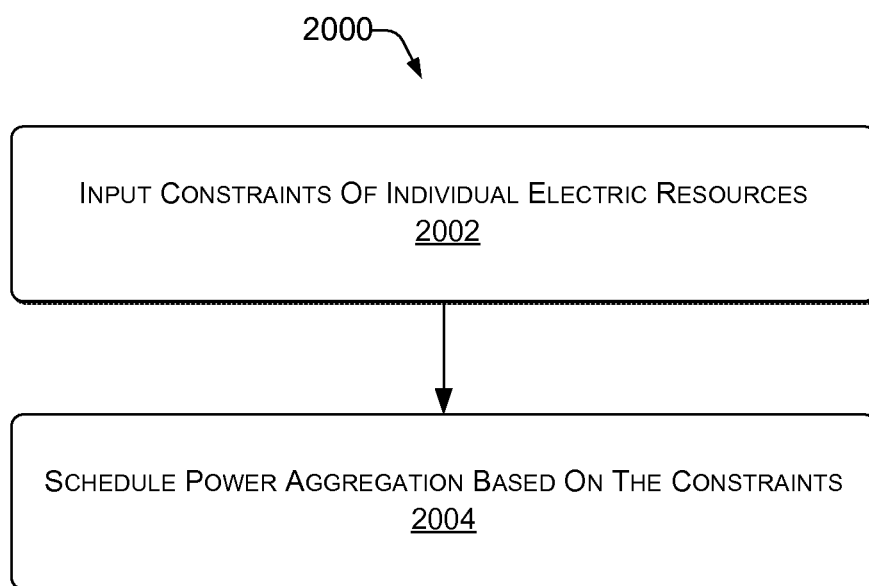 2000
INPUT CONSTRAINTS OF INDIVIDUAL ELECTRIC RESOURCES
2002
SCHEDULE POWER AGGREGATION BASED ON THE CONSTRAINTS
2004